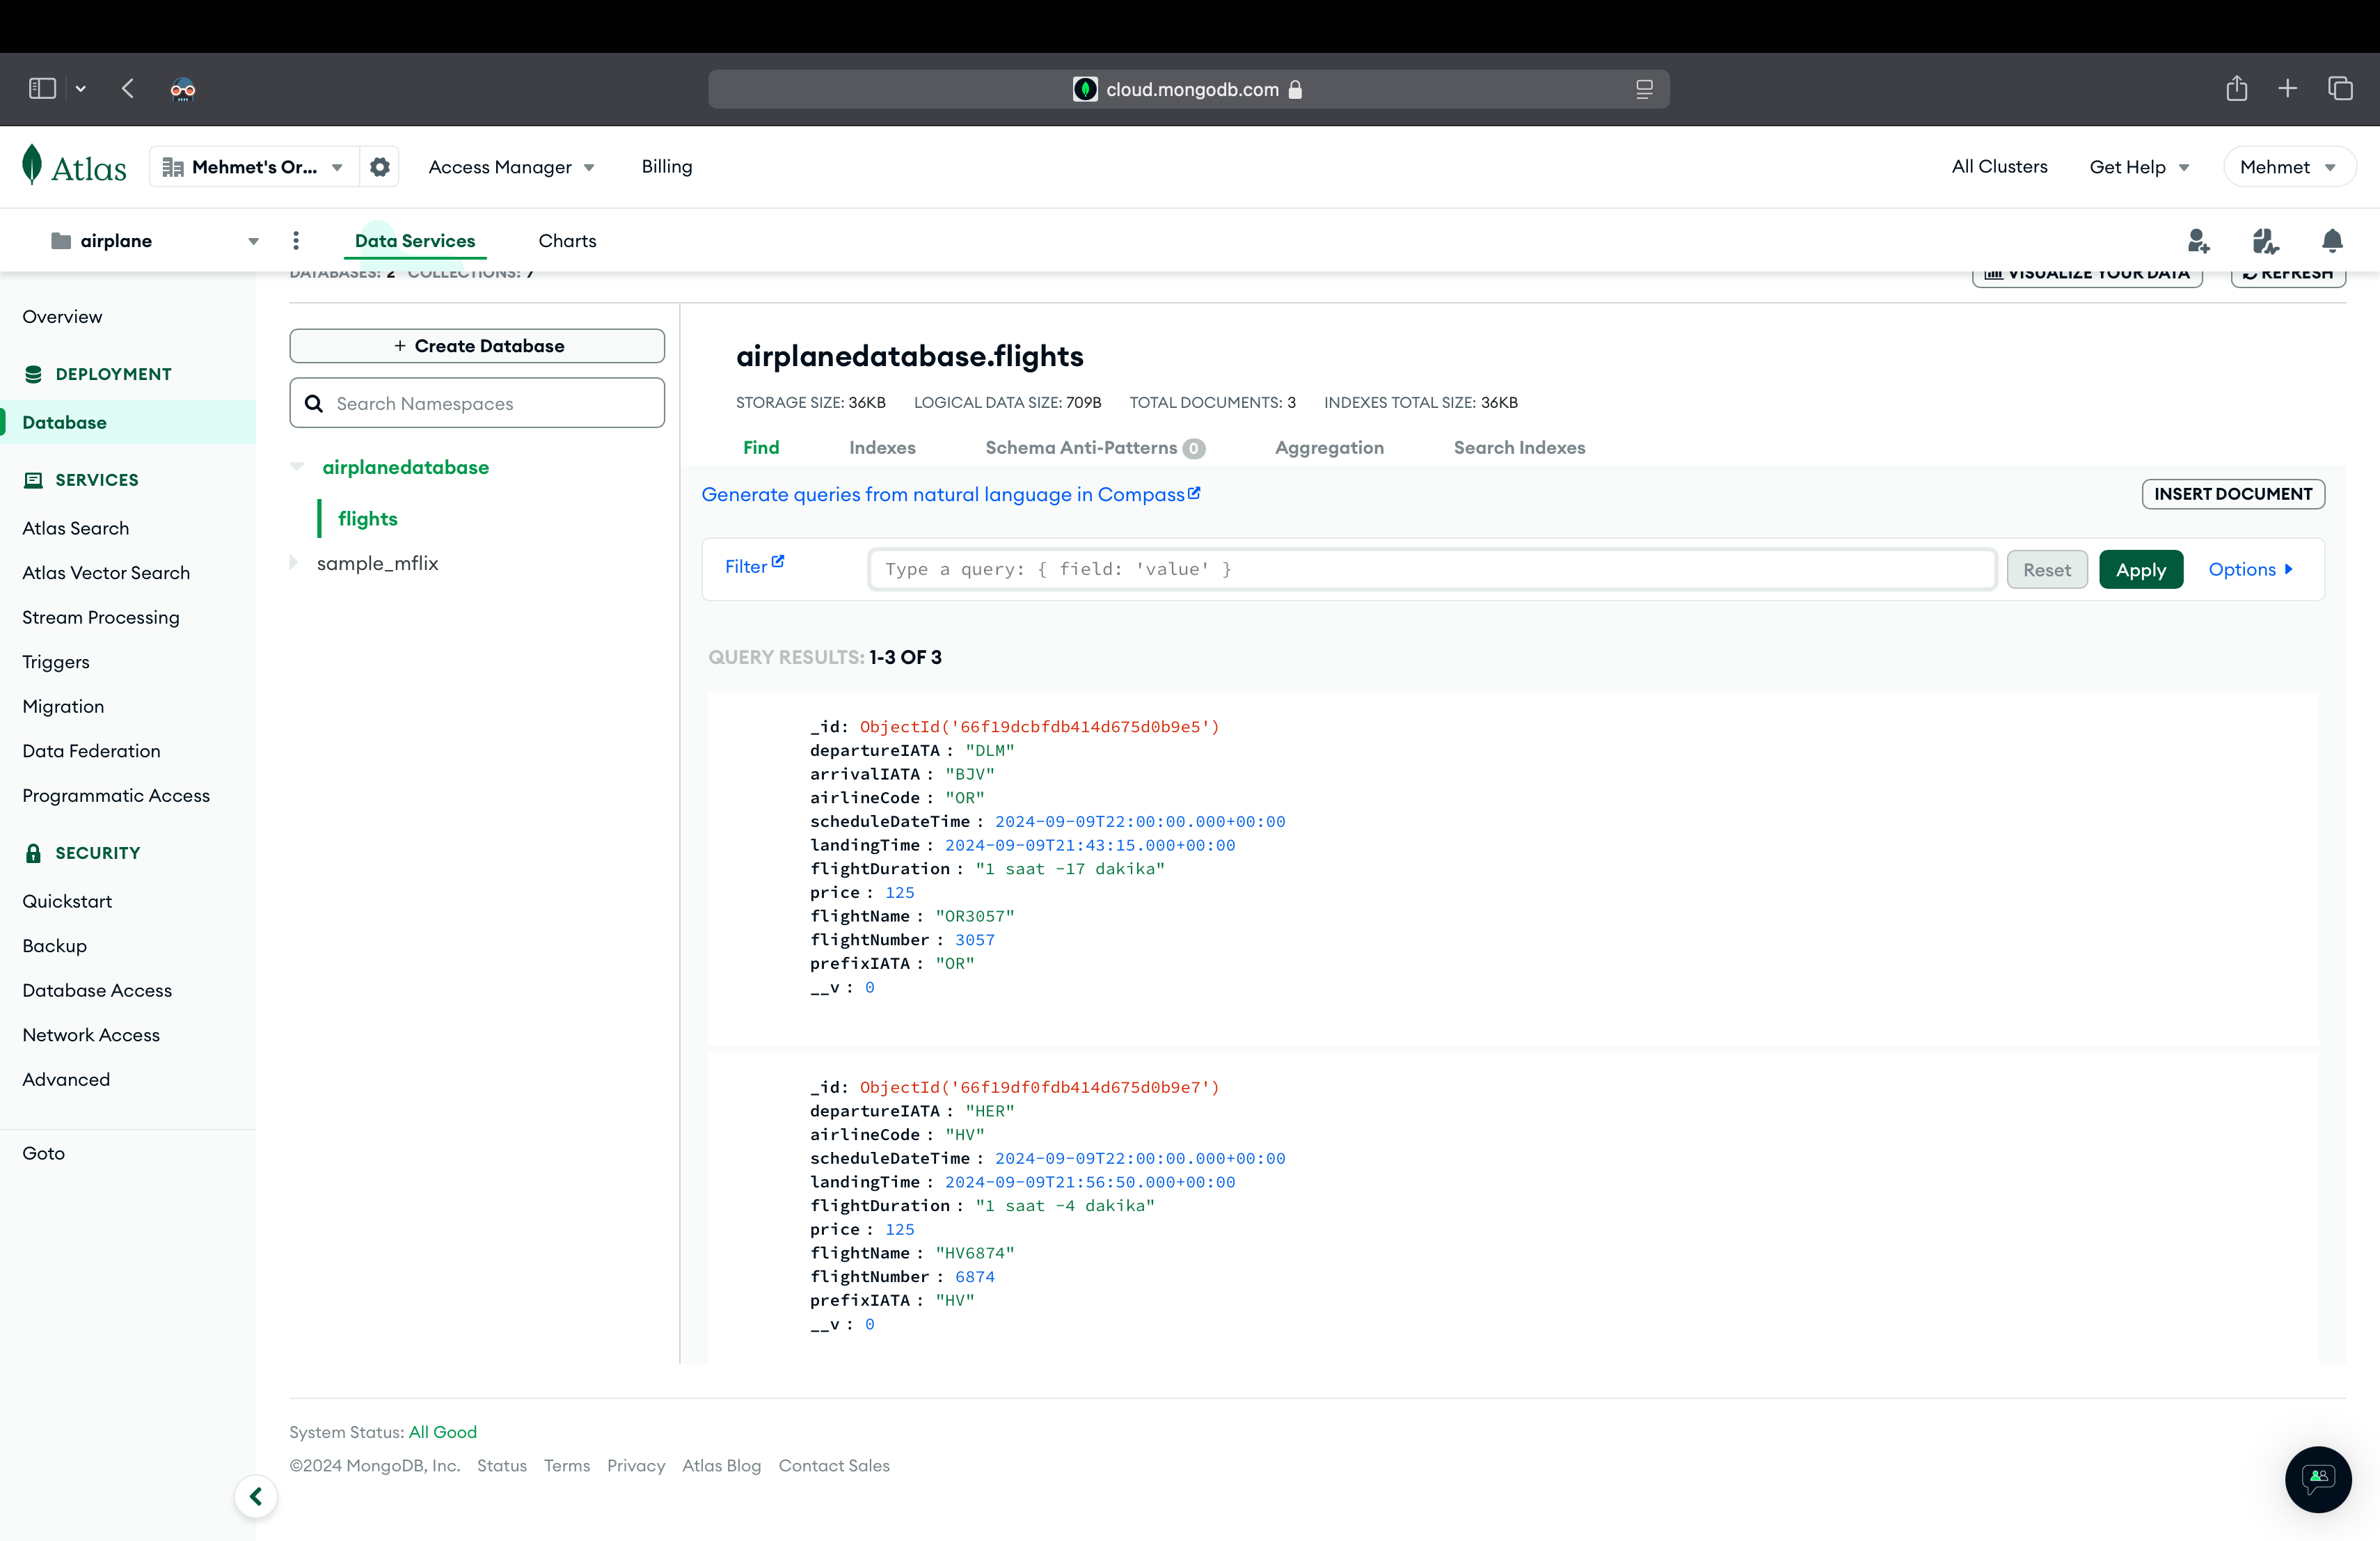 cloud.mongodb.com
Atlas
Mehmet's Or...
Access Manager
Billing
All Clusters
Get Help
Mehmet
airplane
Data Services
Charts
DATABASES: 2 COLLECTIONS: 7
VISUALIZE YOUR DATA
REFRESH
Overview
DEPLOYMENT
Database
SERVICES
Atlas Search
Atlas Vector Search
Stream Processing
Triggers
Migration
Data Federation
Programmatic Access
SECURITY
Quickstart
Backup
Database Access
Network Access
Advanced
Goto
+ Create Database
Search Namespaces
airplanedatabase
flights
sample_mflix
airplanedatabase.flights
STORAGE SIZE: 36KB LOGICAL DATA SIZE: 709B TOTAL DOCUMENTS: 3 INDEXES TOTAL SIZE: 36KB
Find Indexes Schema Anti-Patterns 0 Aggregation Search Indexes
Generate queries from natural language in Compass
INSERT DOCUMENT
Filter
Type a query: { field: 'value' }
Reset
Apply
Options
QUERY RESULTS: 1-3 OF 3
_id: ObjectId('66f19dcbfdb414d675d0b9e5')
departureIATA : "DLM"
arrivalIATA : "BJV"
airlineCode : "OR"
scheduleDateTime : 2024-09-09T22:00:00.000+00:00
landingTime : 2024-09-09T21:43:15.000+00:00
flightDuration : "1 saat -17 dakika"
price : 125
flightName : "OR3057"
flightNumber : 3057
prefixIATA : "OR"
__v : 0
_id: ObjectId('66f19df0fdb414d675d0b9e7')
departureIATA : "HER"
airlineCode : "HV"
scheduleDateTime : 2024-09-09T22:00:00.000+00:00
landingTime : 2024-09-09T21:56:50.000+00:00
flightDuration : "1 saat -4 dakika"
price : 125
flightName : "HV6874"
flightNumber : 6874
prefixIATA : "HV"
__v : 0
System Status: All Good
©2024 MongoDB, Inc. Status Terms Privacy Atlas Blog Contact Sales